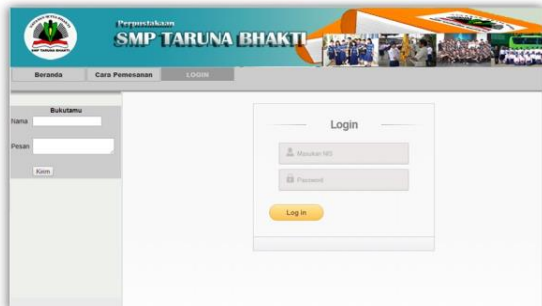 Perpustakaan
SMP TARUNA BHAKTI
Beranda
Cara Pemesanan
LOGIN
Bukutamu
Nama
Pesan
Kirim
Login
Masukan NIS
Password
Log in